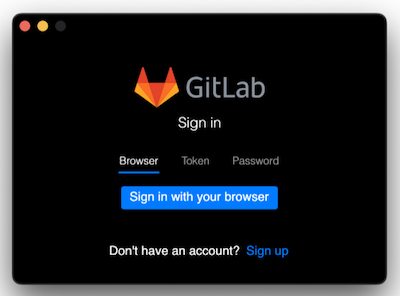 GitLab
Sign in
Browser Token Password
Sign in with your browser
Don't have an account? Sign up